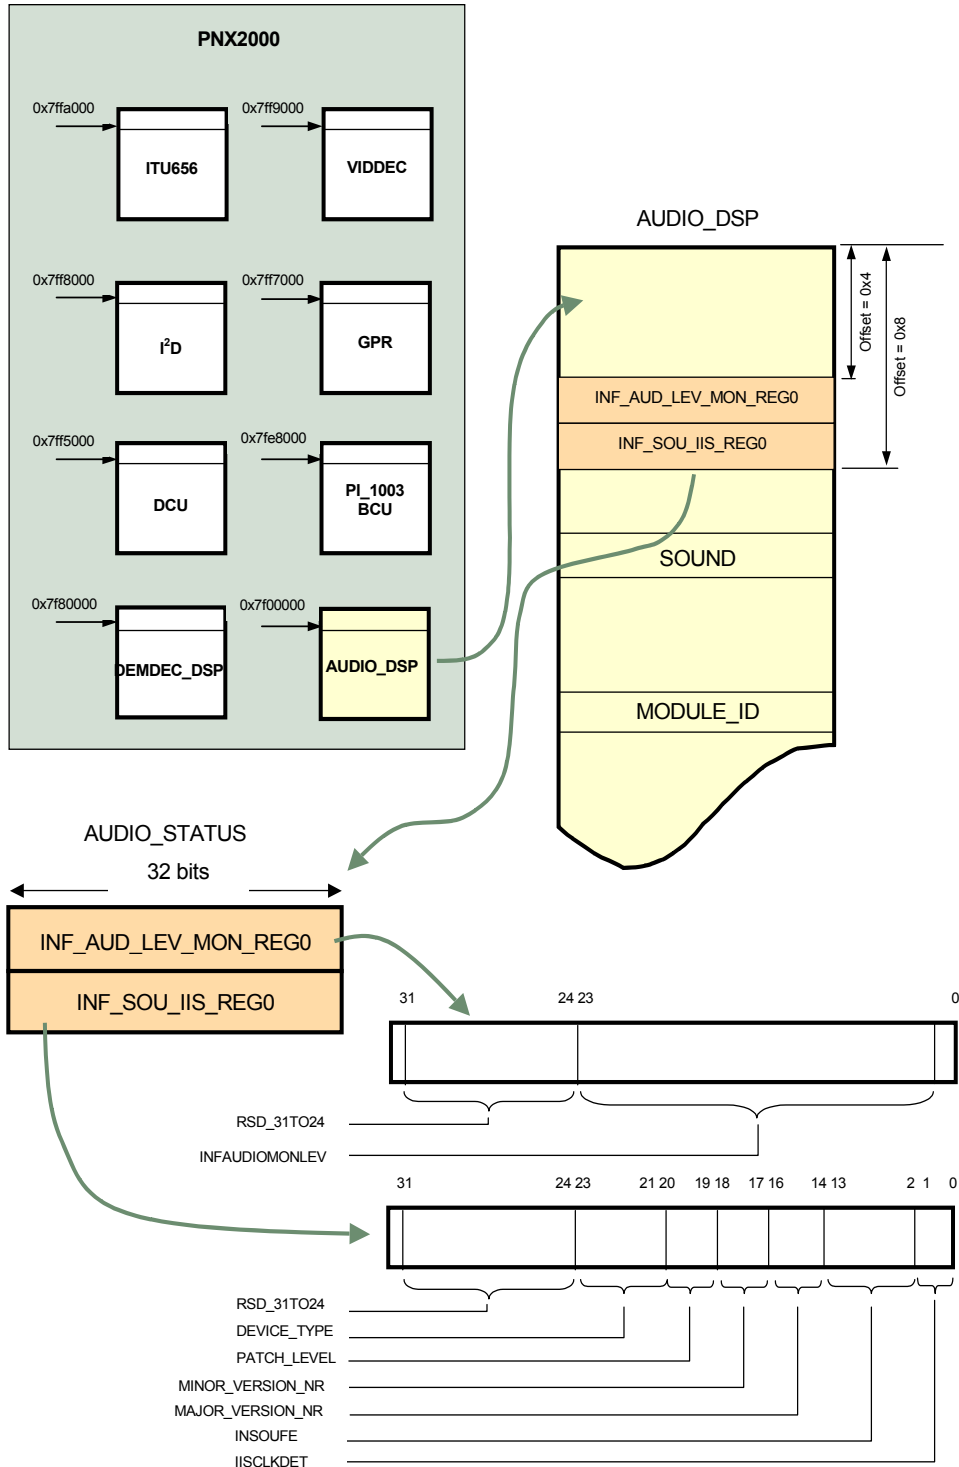 PNX2000
0x7ffa000
0x7ff9000
ITU656
VIDDEC
0x7ff8000
0x7ff7000
I²D
GPR
0x7ff5000
0x7fe8000
DCU
PI_1003
BCU
0x7f80000
0x7f00000
DEMDEC_DSP
AUDIO_DSP
AUDIO_DSP
Offset = 0x4
Offset = 0x8
INF_AUD_LEV_MON_REG0
INF_SOU_IIS_REG0
SOUND
MODULE_ID
AUDIO_STATUS
32 bits
INF_AUD_LEV_MON_REG0
INF_SOU_IIS_REG0
31 24 23 0
RSD_31TO24
INFAUDIOMONLEV
31 24 23 21 20 19 18 17 16 14 13 2 1 0
RSD_31TO24
DEVICE_TYPE
PATCH_LEVEL
MINOR_VERSION_NR
MAJOR_VERSION_NR
INSOUFE
IISCLKDET